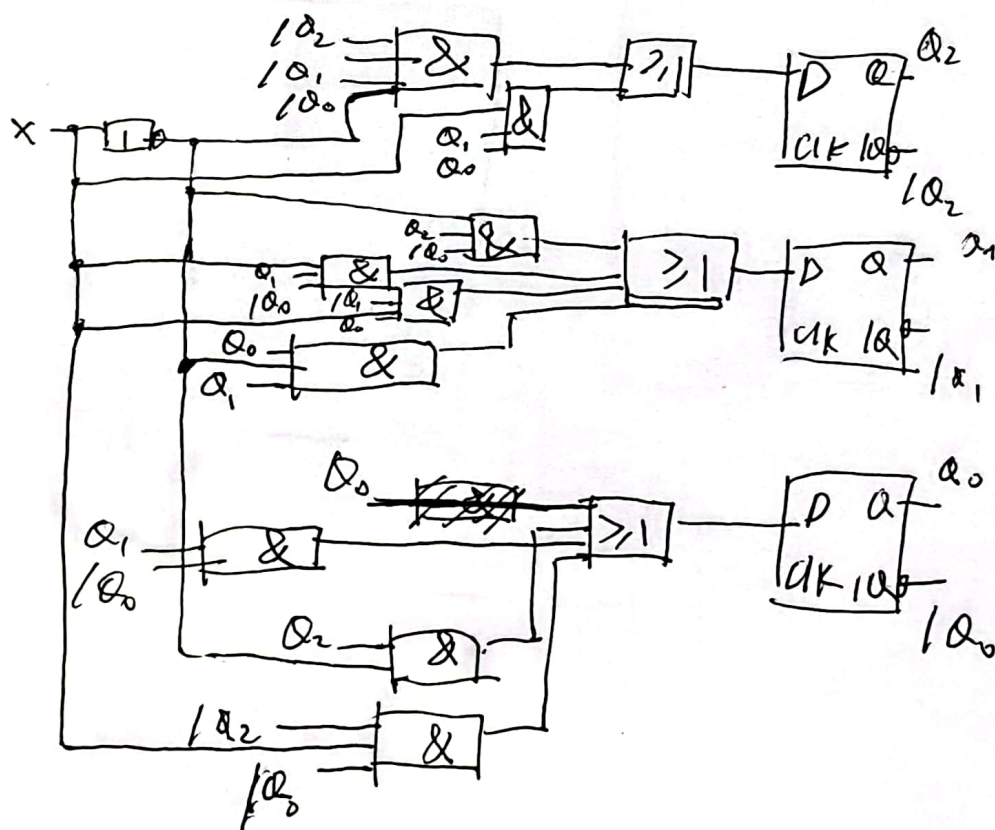 /Q₂
/Q₁
/Q₀
&
≥1
D Q
Q₂
CLK /Q
/Q₂
X
1
&
Q₁
Q₀
Q₂
/Q₀
&
Q₁
/Q₀
&
/Q₁
Q₀
&
≥1
D Q
Q₁
CLK /Q
/Q₁
Q₀
Q₁
&
Q₀
≥1
D Q
Q₀
CLK /Q
/Q₀
Q₁
/Q₀
&
Q₂
&
/Q₂
/Q₀
&